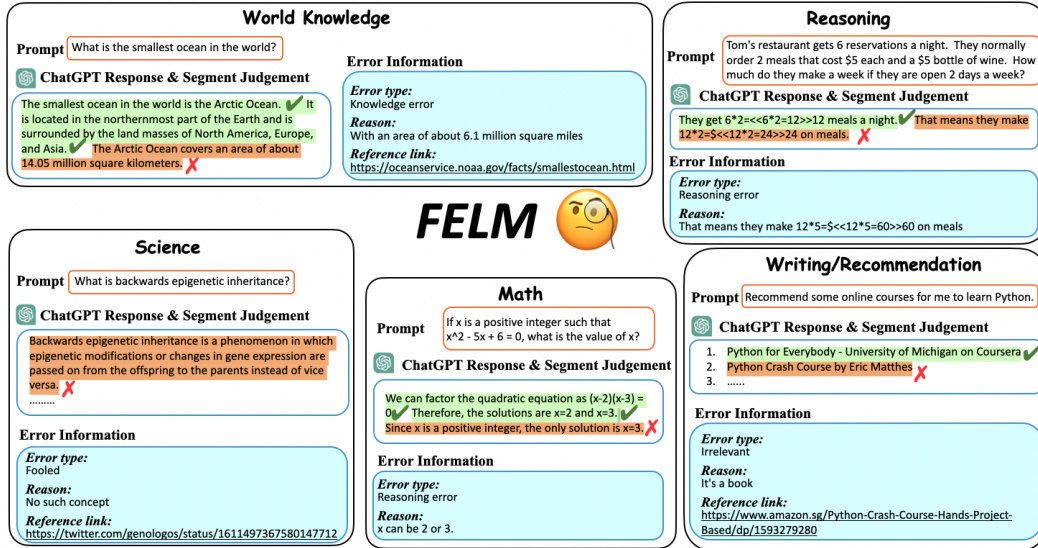 World Knowledge
Prompt
What is the smallest ocean in the world?
ChatGPT Response & Segment Judgement
The smallest ocean in the world is the Arctic Ocean. It
is located in the northernmost part of the Earth and is
surrounded by the land masses of North America, Europe,
and Asia. The Arctic Ocean covers an area of about
14.05 million square kilometers.
Error Information
Error type:
Knowledge error
Reason:
With an area of about 6.1 million square miles
Reference link:
https://oceanservice.noaa.gov/facts/smallestocean.html
Reasoning
Prompt
Tom's restaurant gets 6 reservations a night. They normally
order 2 meals that cost $5 each and a $5 bottle of wine. How
much do they make a week if they are open 2 days a week?
ChatGPT Response & Segment Judgement
They get 6*2=<<6*2=12>>12 meals a night. That means they make
12*2=$<<12*2=24>>24 on meals.
Error Information
Error type:
Reasoning error
Reason:
That means they make 12*5=$<<12*5=60>>60 on meals
FELM
Science
Prompt
What is backwards epigenetic inheritance?
ChatGPT Response & Segment Judgement
Backwards epigenetic inheritance is a phenomenon in which
epigenetic modifications or changes in gene expression are
passed on from the offspring to the parents instead of vice
versa.
.........
Error Information
Error type:
Fooled
Reason:
No such concept
Reference link:
https://twitter.com/genologos/status/1611497367580147712
Math
Prompt
If x is a positive integer such that
x^2 - 5x + 6 = 0, what is the value of x?
ChatGPT Response & Segment Judgement
We can factor the quadratic equation as (x-2)(x-3) =
0. Therefore, the solutions are x=2 and x=3.
Since x is a positive integer, the only solution is x=3.
Error Information
Error type:
Reasoning error
Reason:
x can be 2 or 3.
Writing/Recommendation
Prompt
Recommend some online courses for me to learn Python.
ChatGPT Response & Segment Judgement
1. Python for Everybody - University of Michigan on Coursera
2. Python Crash Course by Eric Matthes
3. ......
Error Information
Error type:
Irrelevant
Reason:
It's a book
Reference link:
https://www.amazon.sg/Python-Crash-Course-Hands-Project-
Based/dp/1593279280